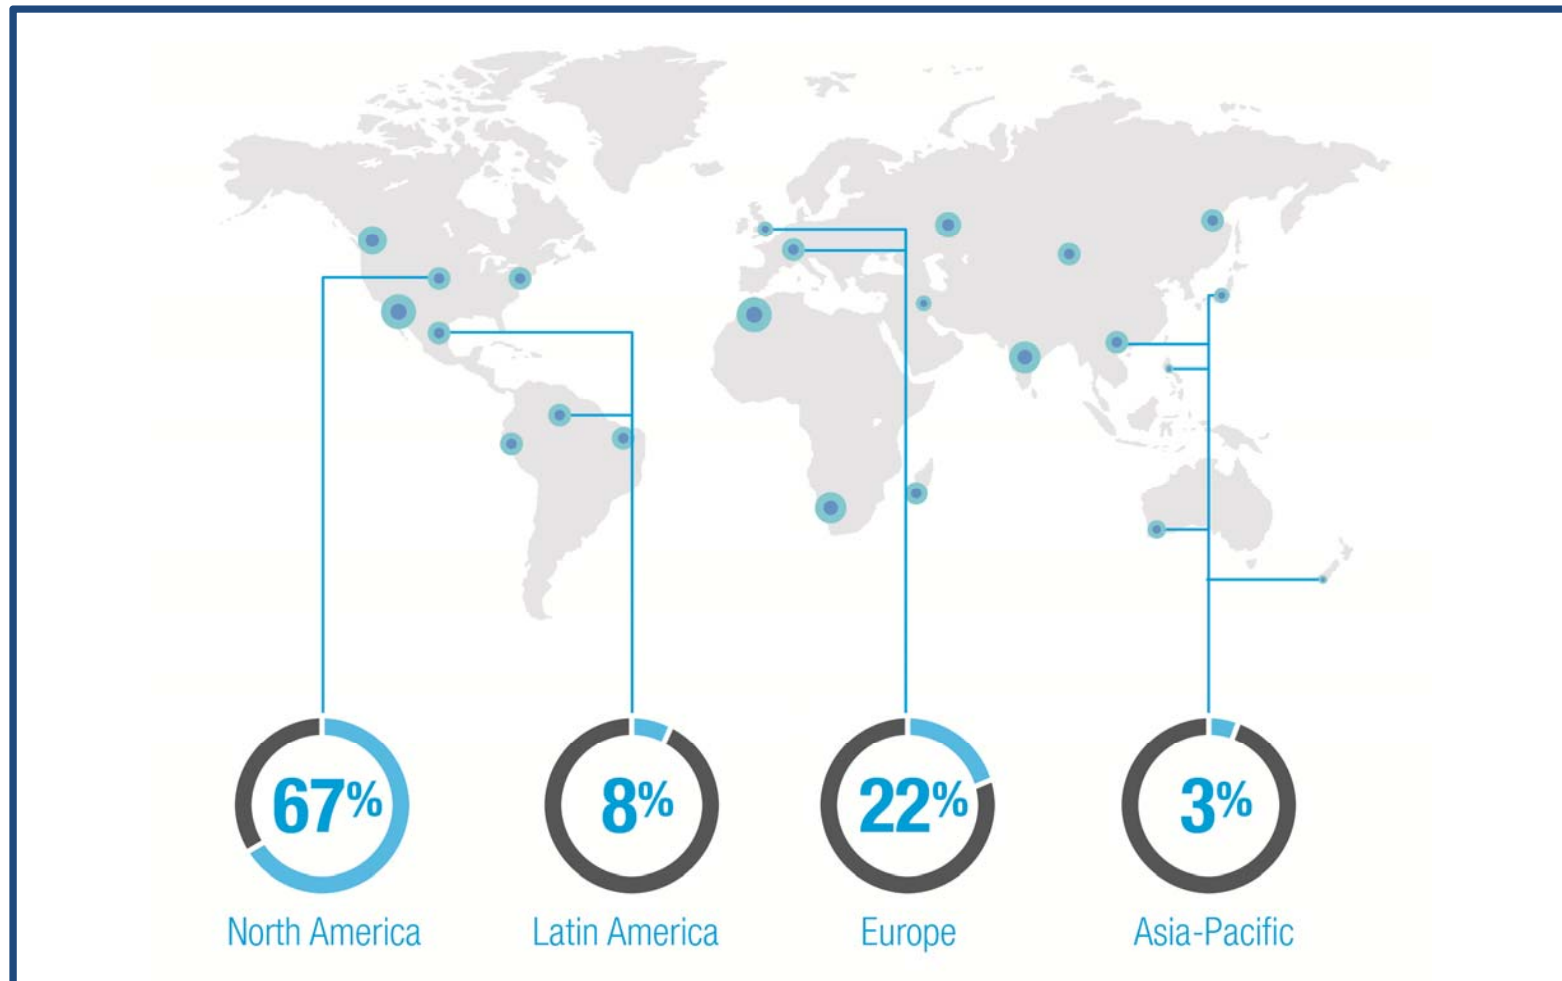 67%
8%
22%
3%
North America
Latin America
Europe
Asia-Pacific